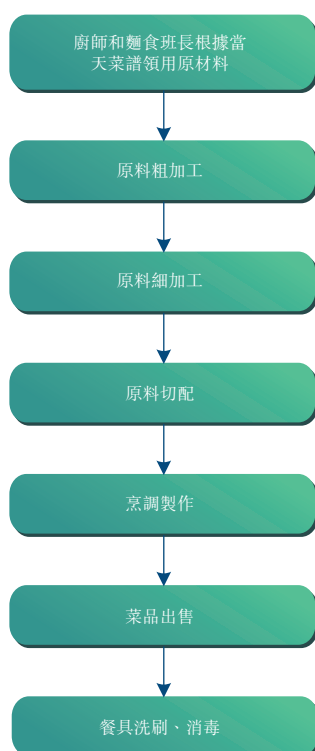 廚師和麵食班長根據當
天菜譜領用原材料
原料粗加工
原料細加工
原料切配
烹調製作
菜品出售
餐具洗刷、消毒